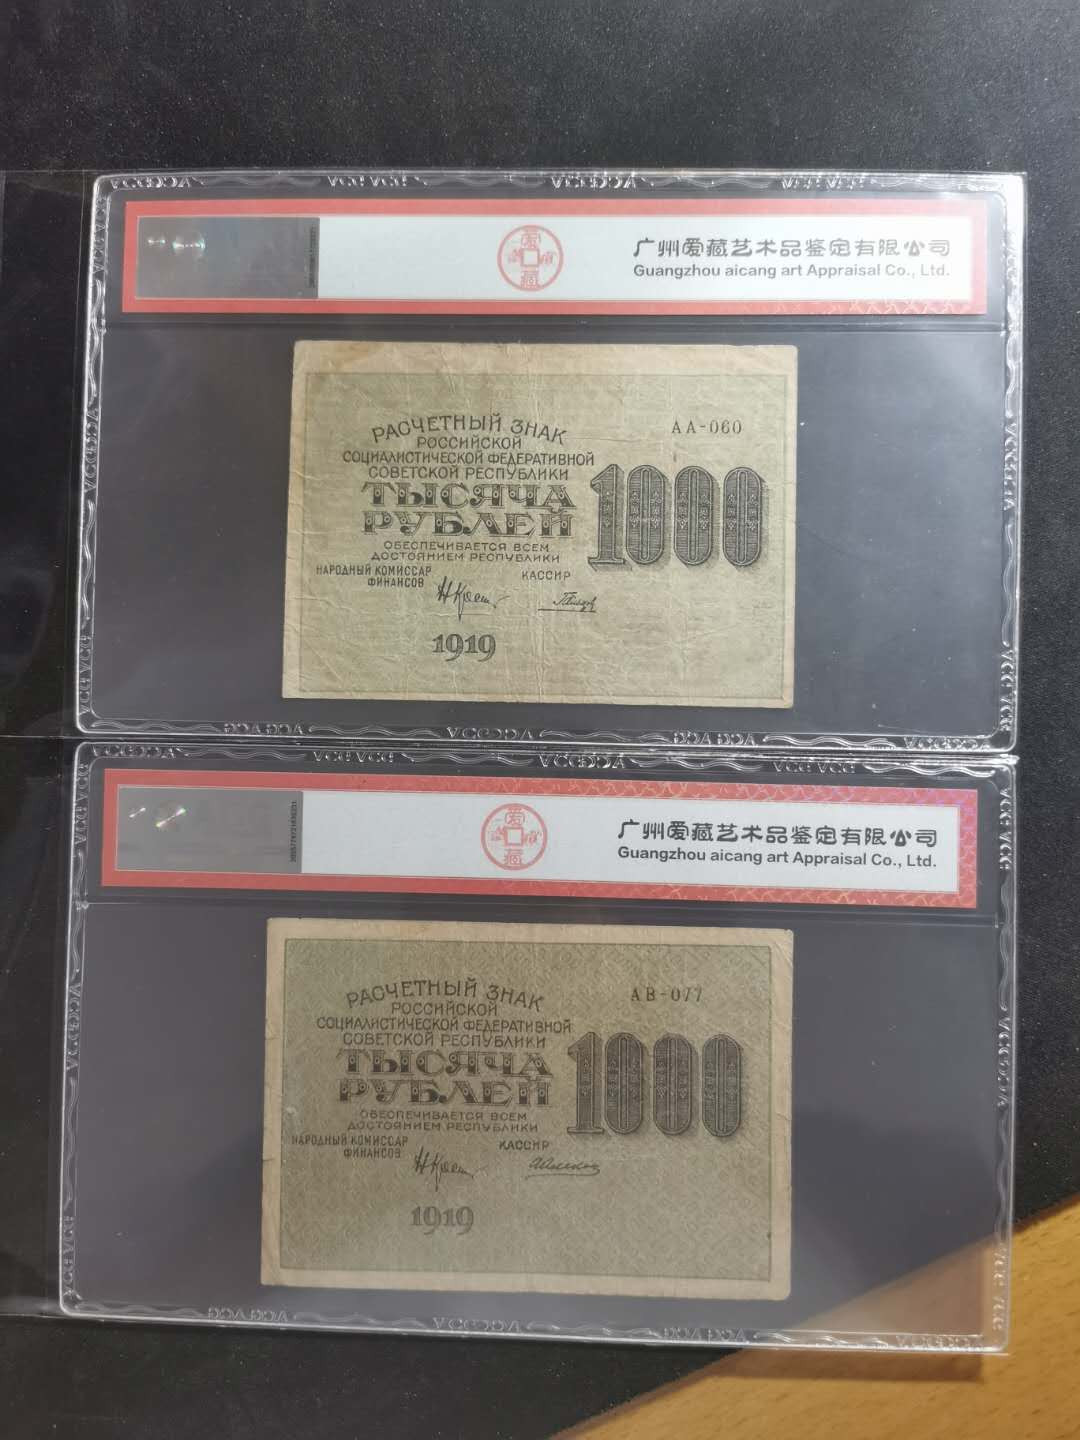 爱藏
广州爱藏艺术品鉴定有限公司
Guangzhou aicang art Appraisal Co., Ltd.
РАСЧЕТНЫЙ ЗНАК
АА-060
РОССИЙСКОЙ
СОЦИАЛИСТИЧЕСКОЙ ФЕДЕРАТИВНОЙ
СОВЕТСКОЙ РЕСПУБЛИКИ
ТЫСЯЧА
РУБЛЕЙ
1000
ОБЕСПЕЧИВАЕТСЯ ВСЕМ
ДОСТОЯНИЕМ РЕСПУБЛИКИ
НАРОДНЫЙ КОМИССАР
ФИНАНСОВ
КАССИР
1919
爱藏
广州爱藏艺术品鉴定有限公司
Guangzhou aicang art Appraisal Co., Ltd.
РАСЧЕТНЫЙ ЗНАК
АВ-077
РОССИЙСКОЙ
СОЦИАЛИСТИЧЕСКОЙ ФЕДЕРАТИВНОЙ
СОВЕТСКОЙ РЕСПУБЛИКИ
ТЫСЯЧА
РУБЛЕЙ
1000
ОБЕСПЕЧИВАЕТСЯ ВСЕМ
ДОСТОЯНИЕМ РЕСПУБЛИКИ
НАРОДНЫЙ КОМИССАР
ФИНАНСОВ
КАССИР
1919